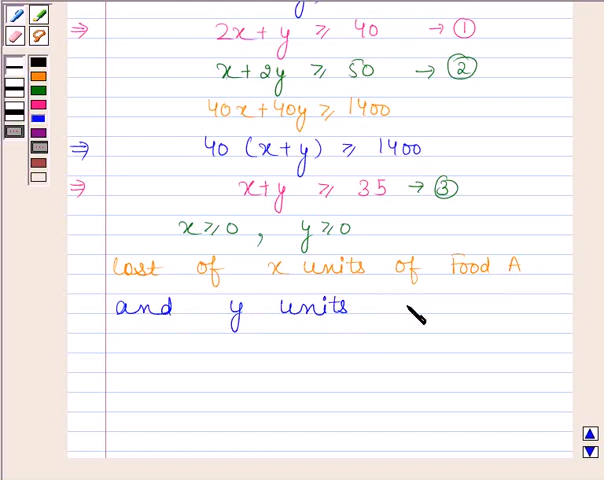 ⇒ 2x + y ≥ 40 → ①
x + 2y ≥ 50 → ②
40x + 40y ≥ 1400
⇒ 40 (x + y) ≥ 1400
⇒ x + y ≥ 35 → ③
x ≥ 0 , y ≥ 0
Cost of x units of Food A
and y units